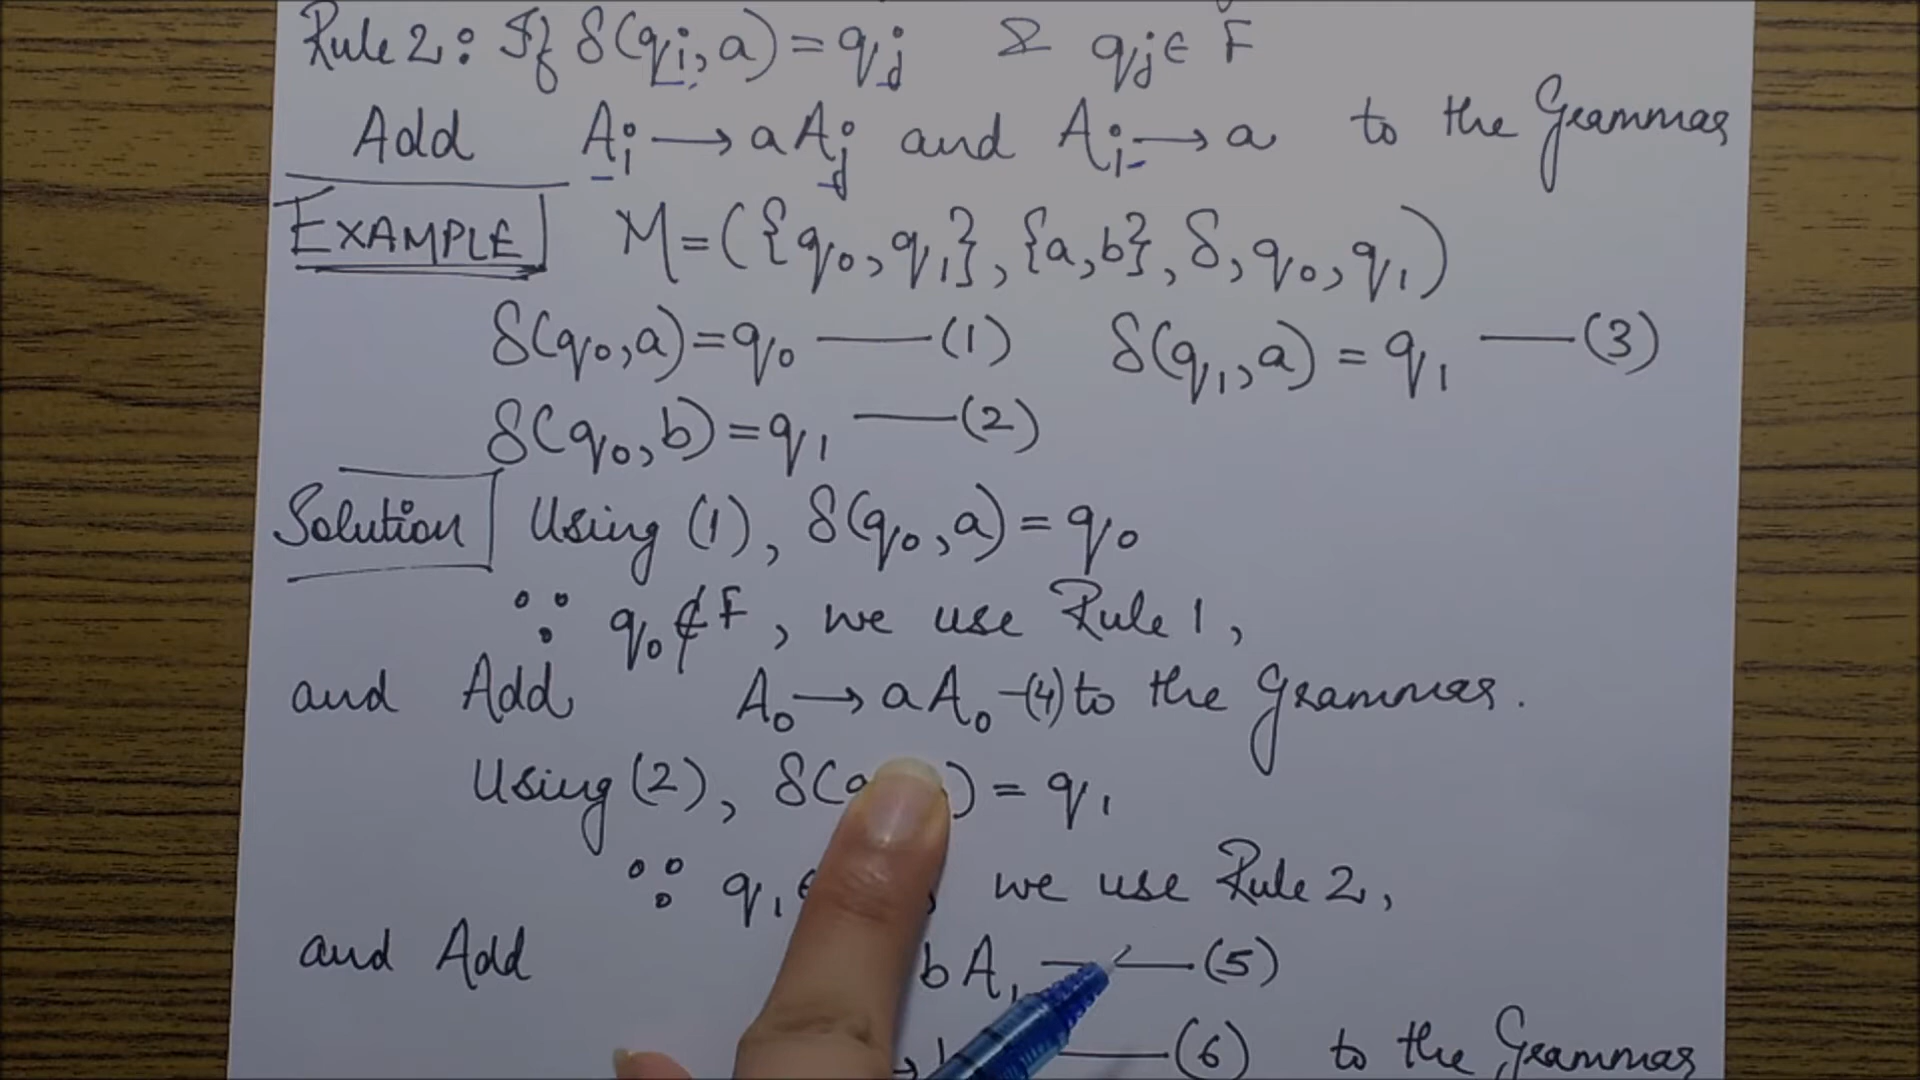 Rule 2: If δ(qi, a) = qj & qj ∈ F
Add Ai → aAj and Ai → a to the Grammar
EXAMPLE M = ({q0, q1}, {a, b}, δ, q0, q1)
δ(q0, a) = q0 —(1) δ(q1, a) = q1 —(3)
δ(q0, b) = q1 —(2)
Solution Using (1), δ(q0, a) = q0
∵ q0 ∉ F, we use Rule 1,
and Add A0 → aA0 —(4) to the Grammar.
Using (2), δ( ) = q1
∵ q1 ∈ , we use Rule 2,
and Add bA1 —(5)
→ —(6) to the Grammar